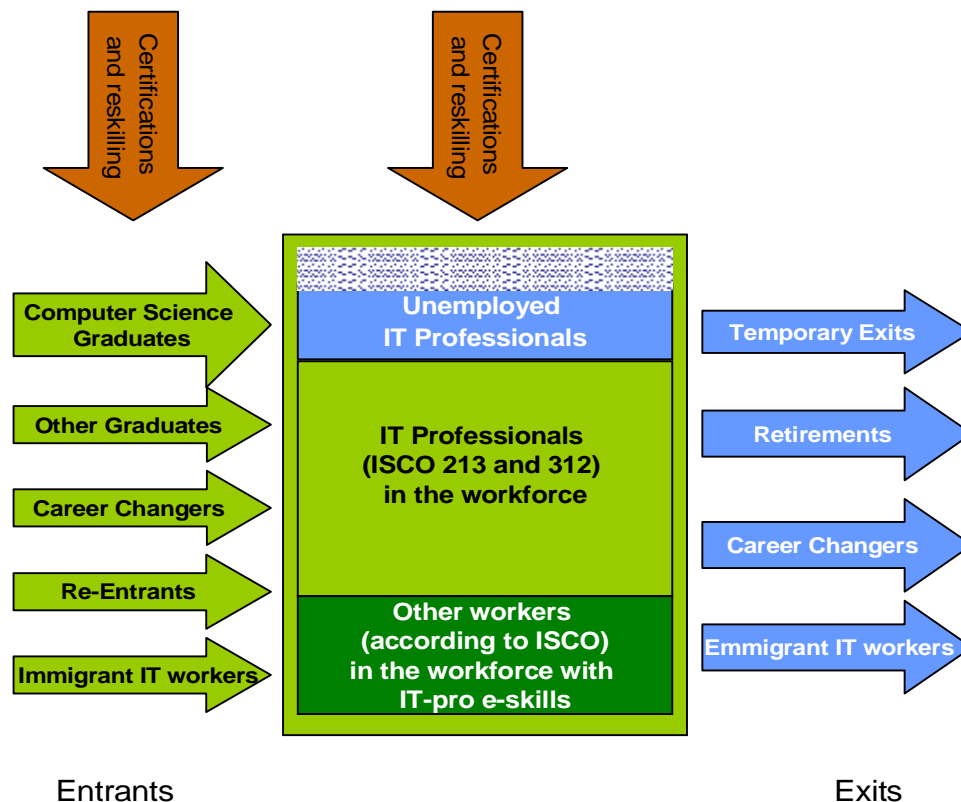 Certifications
and reskilling
Certifications
and reskilling
Computer Science
Graduates
Other Graduates
Career Changers
Re-Entrants
Immigrant IT workers
Unemployed
IT Professionals
IT Professionals
(ISCO 213 and 312)
in the workforce
Other workers
(according to ISCO)
in the workforce with
IT-pro e-skills
Temporary Exits
Retirements
Career Changers
Emmigrant IT workers
Entrants
Exits